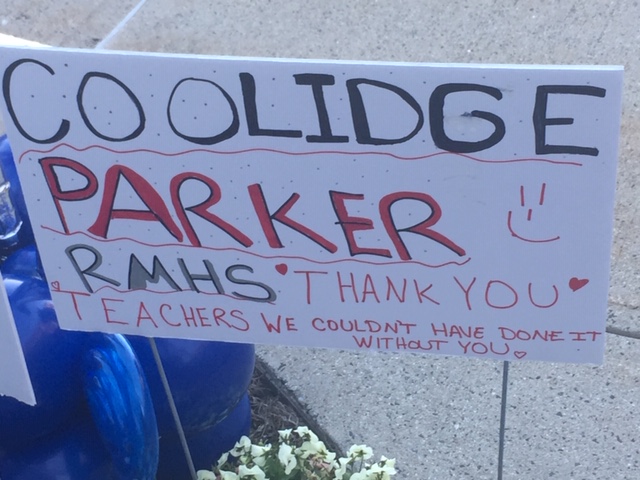 COOLIDGE
PARKER
RMHS THANK YOU
TEACHERS WE COULDN'T HAVE DONE IT
WITHOUT YOU